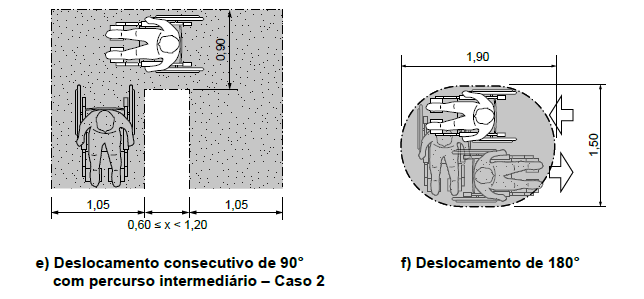 0,90
1,05
1,05
0,60 ≤ x < 1,20
e) Deslocamento consecutivo de 90°
com percurso intermediário – Caso 2
1,90
1,50
f) Deslocamento de 180°